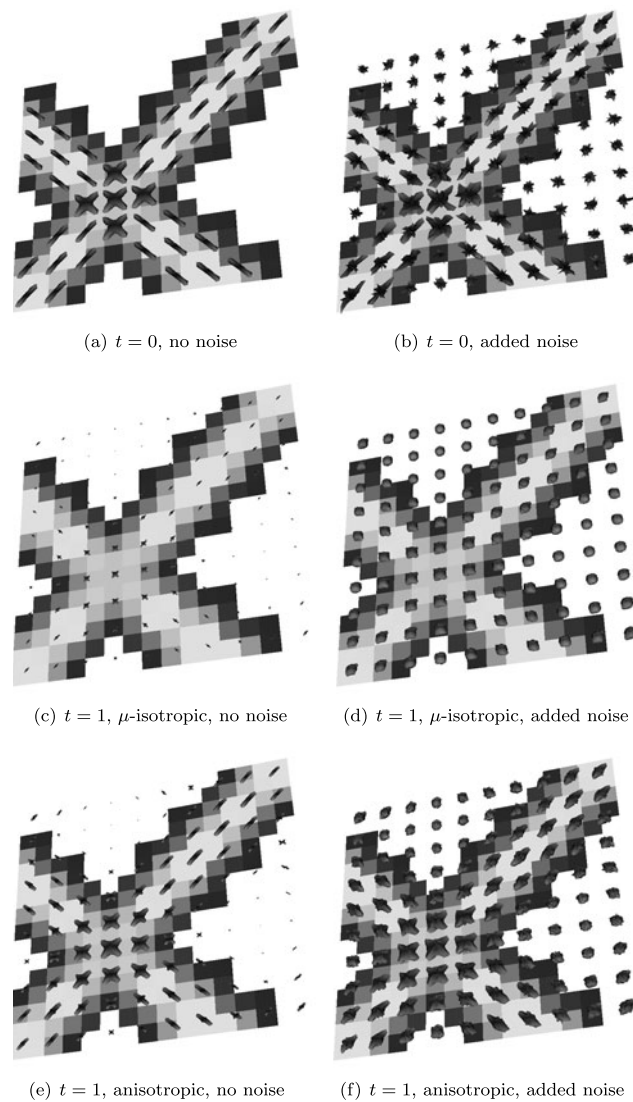 (a) t = 0, no noise
(b) t = 0, added noise
(c) t = 1, μ-isotropic, no noise
(d) t = 1, μ-isotropic, added noise
(e) t = 1, anisotropic, no noise
(f) t = 1, anisotropic, added noise